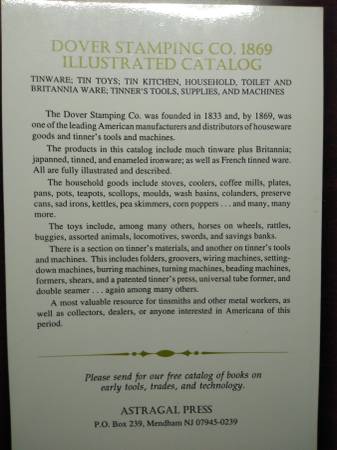 DOVER STAMPING CO. 1869
ILLUSTRATED CATALOG
TINWARE; TIN TOYS; TIN KITCHEN, HOUSEHOLD, TOILET AND
BRITANNIA WARE; TINNER'S TOOLS, SUPPLIES, AND MACHINES
The Dover Stamping Co. was founded in 1833 and, by 1869, was
one of the leading American manufacturers and distributors of houseware
goods and tinner's tools and machines.
The products in this catalog include much tinware plus Britannia;
japanned, tinned, and enameled ironware; as well as French tinned ware.
All are fully illustrated and described.
The household goods include stoves, coolers, coffee mills, plates,
pans, pots, teapots, scollops, moulds, wash basins, colanders, preserve
cans, sad irons, kettles, pea skimmers, corn poppers . . . and many, many
more.
The toys include, among many others, horses on wheels, rattles,
buggies, assorted animals, locomotives, swords, and savings banks.
There is a section on tinner's materials, and another on tinner's tools
and machines. This includes folders, groovers, wiring machines, setting-
down machines, burring machines, turning machines, beading machines,
formers, shears, and a patented tinner's press, universal tube former, and
double seamer . . . again among many others.
A most valuable resource for tinsmiths and other metal workers, as
well as collectors, dealers, or anyone interested in Americana of this
period.
Please send for our free catalog of books on
early tools, trades, and technology.
ASTRAGAL PRESS
P.O. Box 239, Mendham NJ 07945-0239